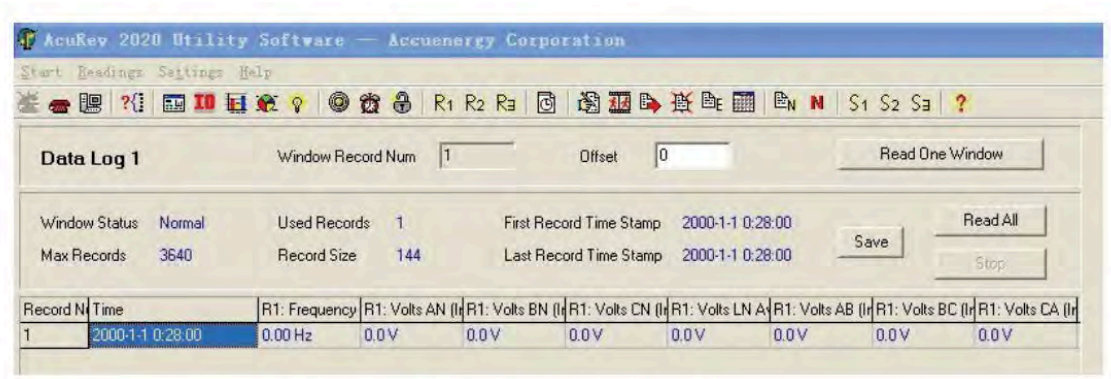 AcuRev 2020 Utility Software — Accuenergy Corporation
Start Readings Settings Help
?{} IO R1 R2 R3 E N N S1 S2 S3 ?
Data Log 1 Window Record Num 1 Offset 0 Read One Window
Window Status Normal Used Records 1 First Record Time Stamp 2000-1-1 0:28:00 Save Read All
Max Records 3640 Record Size 144 Last Record Time Stamp 2000-1-1 0:28:00 Stop
Record N Time R1: Frequency R1: Volts AN (I R1: Volts BN (I R1: Volts CN (I R1: Volts LN A R1: Volts AB (I R1: Volts BC (I R1: Volts CA (I
1 2000-1-1 0:28:00 0.00 Hz 0.0 V 0.0 V 0.0 V 0.0 V 0.0 V 0.0 V 0.0 V